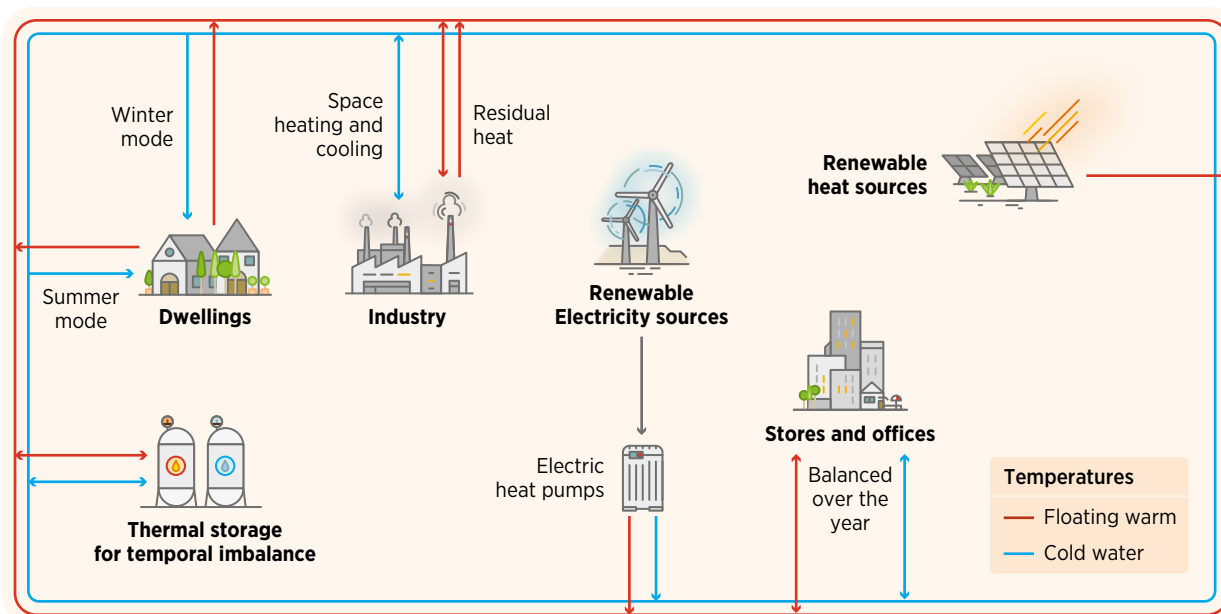 Winter
mode
Space
heating and
cooling
Residual
heat
Renewable
heat sources
Summer
mode
Dwellings
Industry
Renewable
Electricity sources
Stores and offices
Electric
heat pumps
Balanced
over the
year
Thermal storage
for temporal imbalance
Temperatures
Floating warm
Cold water